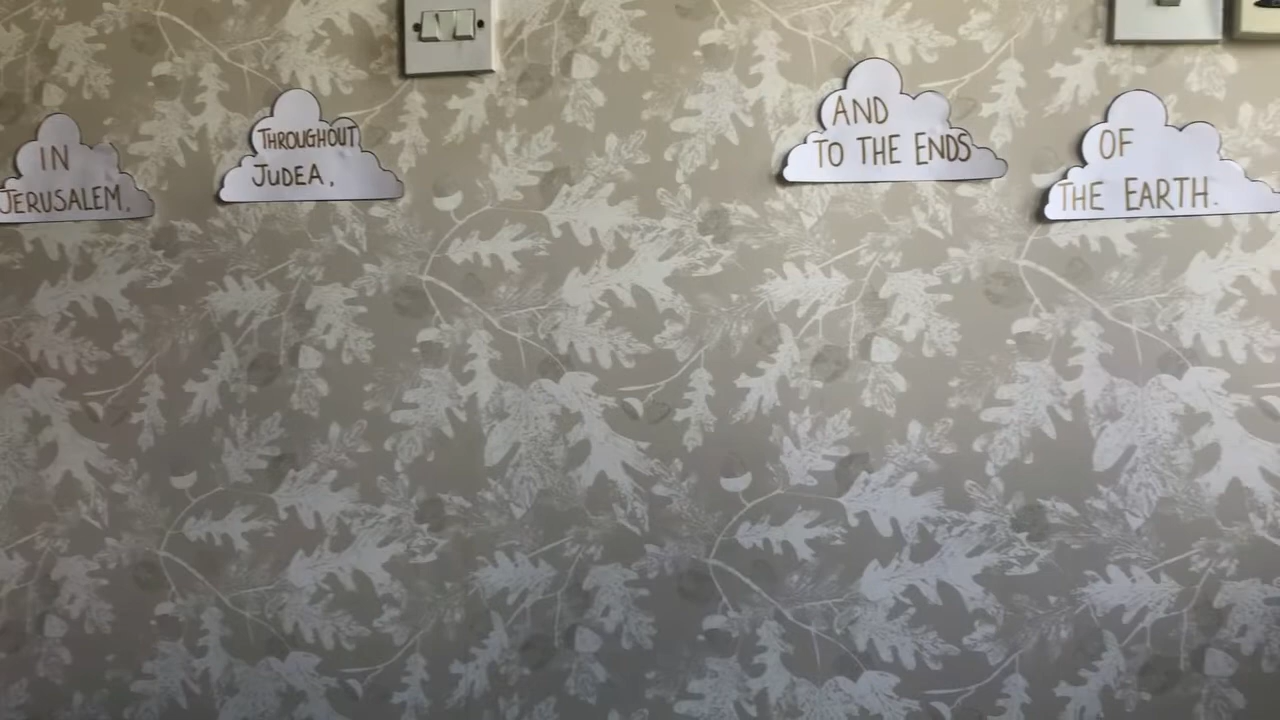 IN
JERUSALEM,
THROUGHOUT
JUDEA,
AND
TO THE ENDS
OF
THE EARTH.